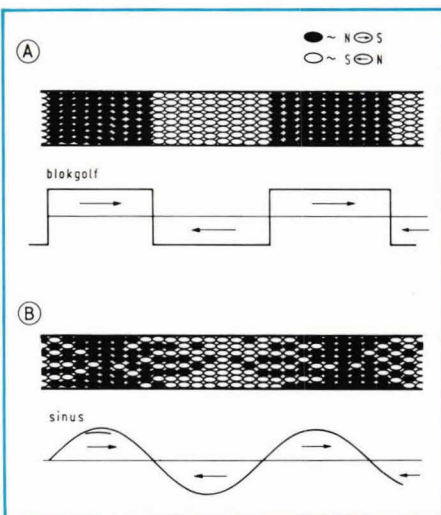 A
● ~ N → S
○ ~ S ← N
blokgolf
B
sinus